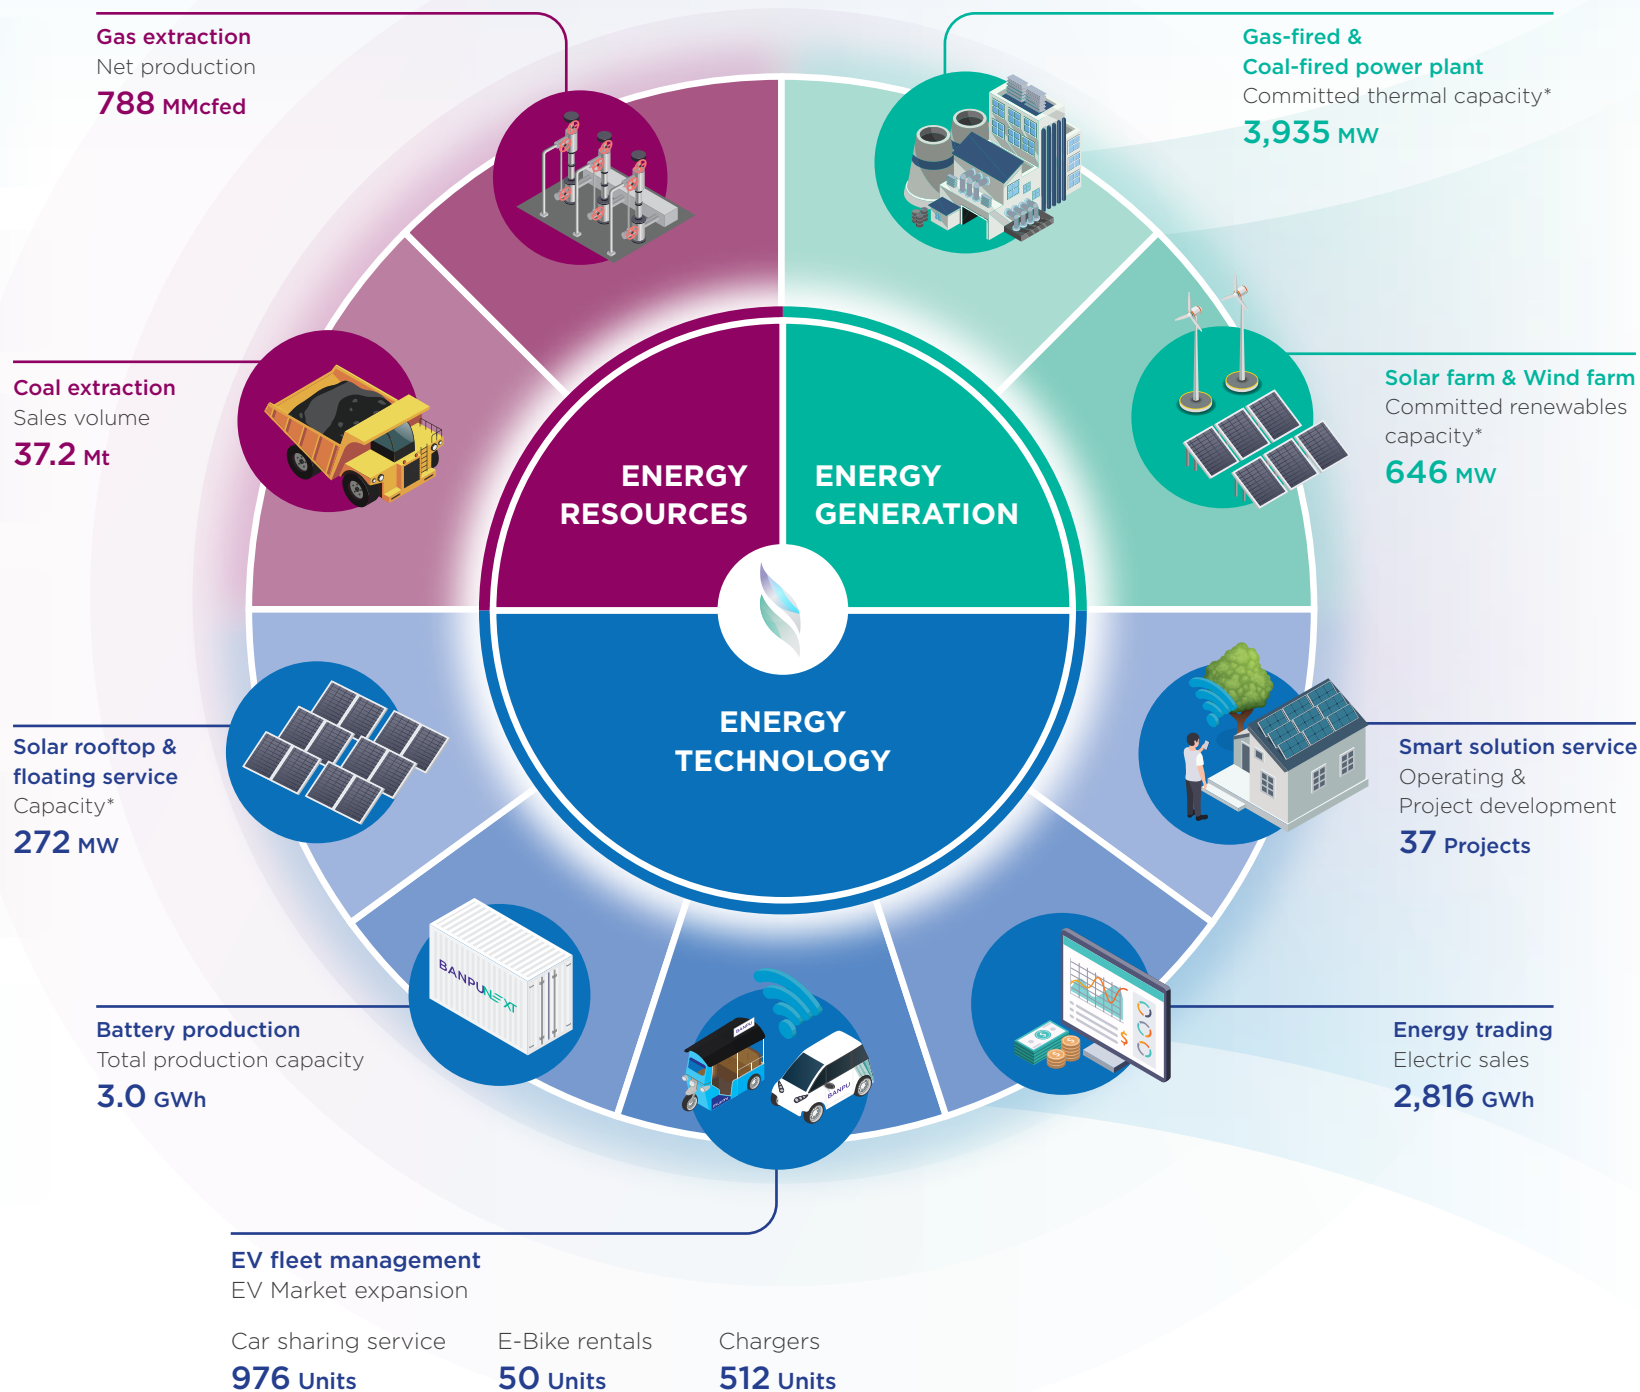 Gas extraction
Net production
788 MMcfed
Gas-fired &
Coal-fired power plant
Committed thermal capacity*
3,935 MW
Coal extraction
Sales volume
37.2 Mt
Solar farm & Wind farm
Committed renewables
capacity*
646 MW
ENERGY
RESOURCES
ENERGY
GENERATION
ENERGY
TECHNOLOGY
Solar rooftop &
floating service
Capacity*
272 MW
Smart solution service
Operating &
Project development
37 Projects
BANPU NEXT
Battery production
Total production capacity
3.0 GWh
BANPU
BANPU
Energy trading
Electric sales
2,816 GWh
EV fleet management
EV Market expansion
Car sharing service
976 Units
E-Bike rentals
50 Units
Chargers
512 Units